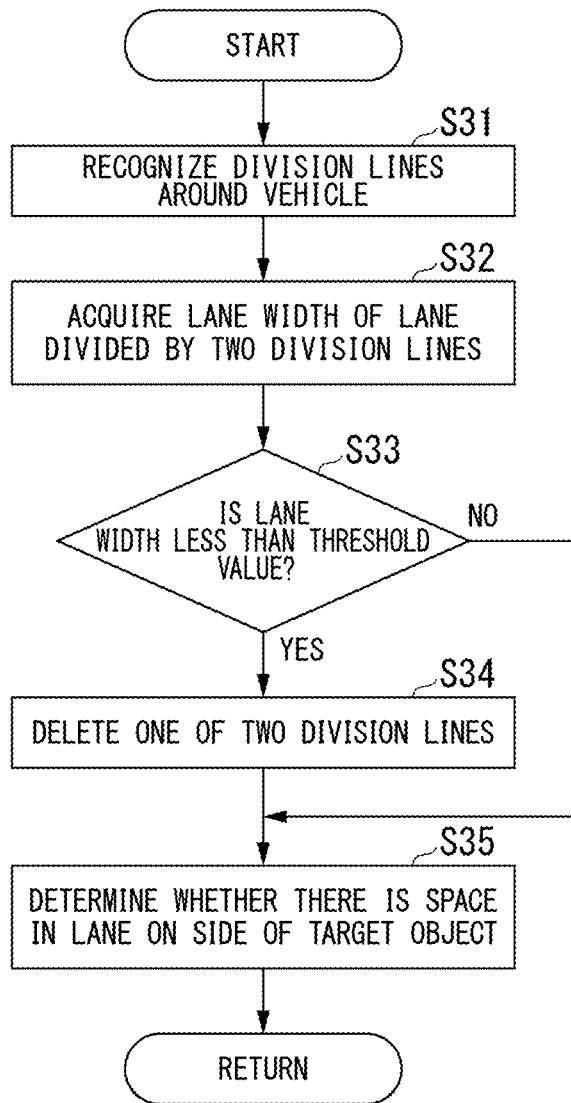 START
S31
RECOGNIZE DIVISION LINES
AROUND VEHICLE
S32
ACQUIRE LANE WIDTH OF LANE
DIVIDED BY TWO DIVISION LINES
S33
IS LANE
WIDTH LESS THAN THRESHOLD
VALUE?
NO
YES
S34
DELETE ONE OF TWO DIVISION LINES
S35
DETERMINE WHETHER THERE IS SPACE
IN LANE ON SIDE OF TARGET OBJECT
RETURN